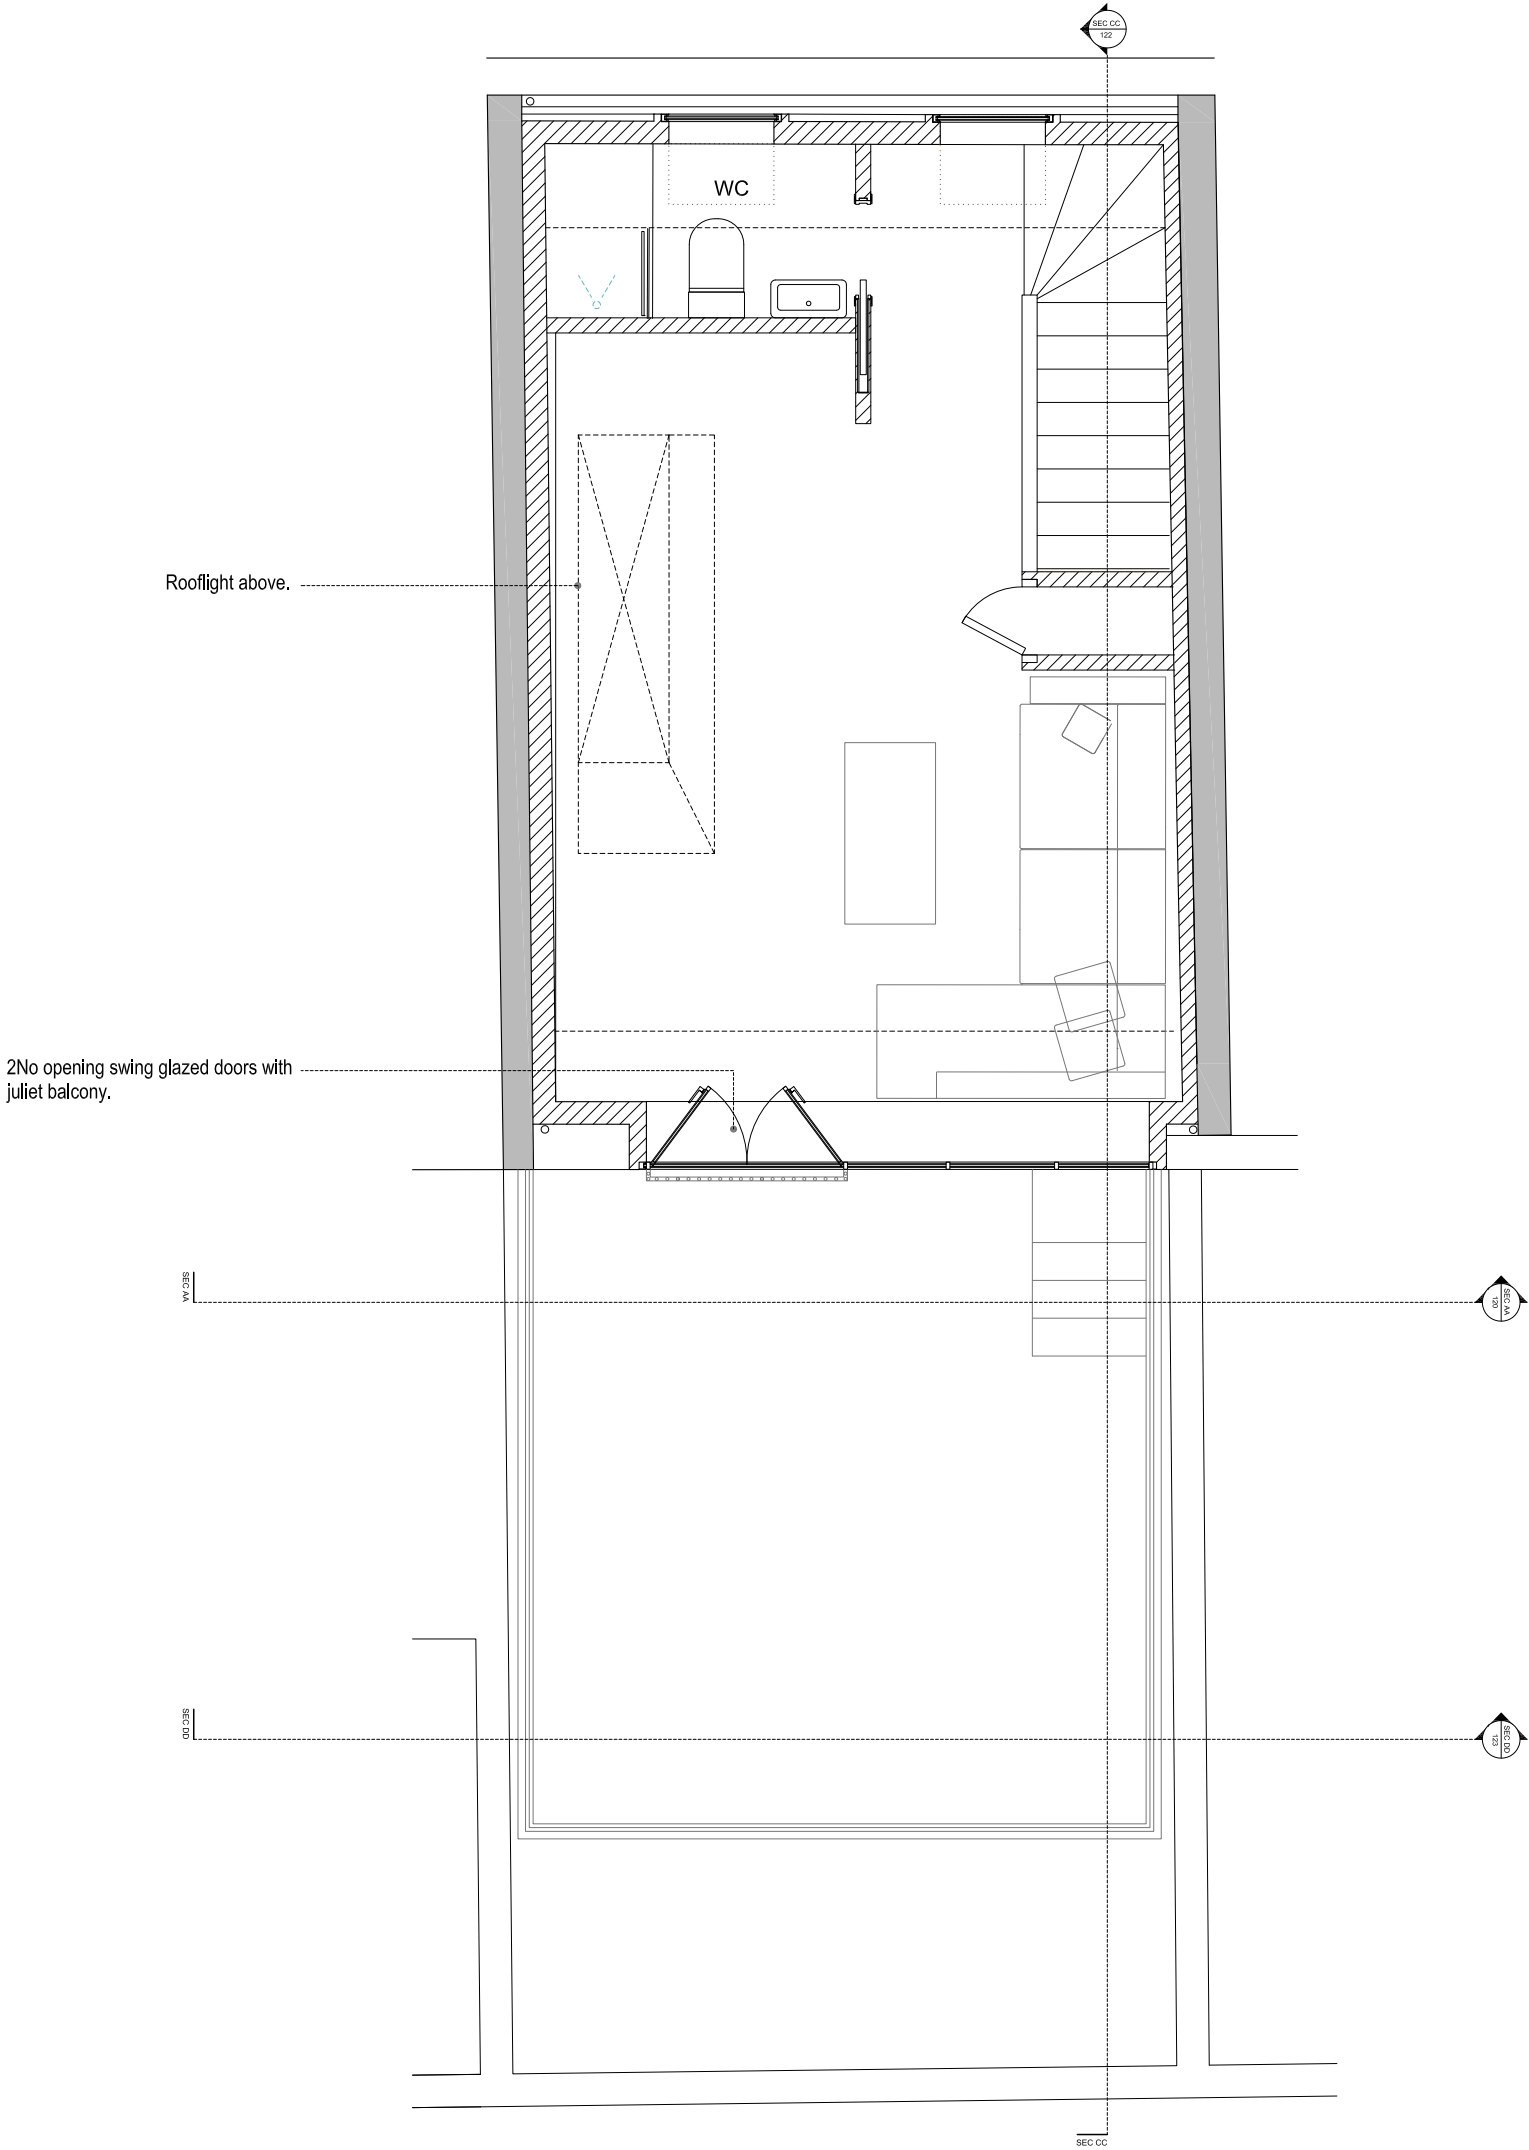 SEC CC
122
WC
Rooflight above.
2No opening swing glazed doors with
juliet balcony.
SEC AA
SEC AA
120
SEC DD
SEC DD
123
SEC CC